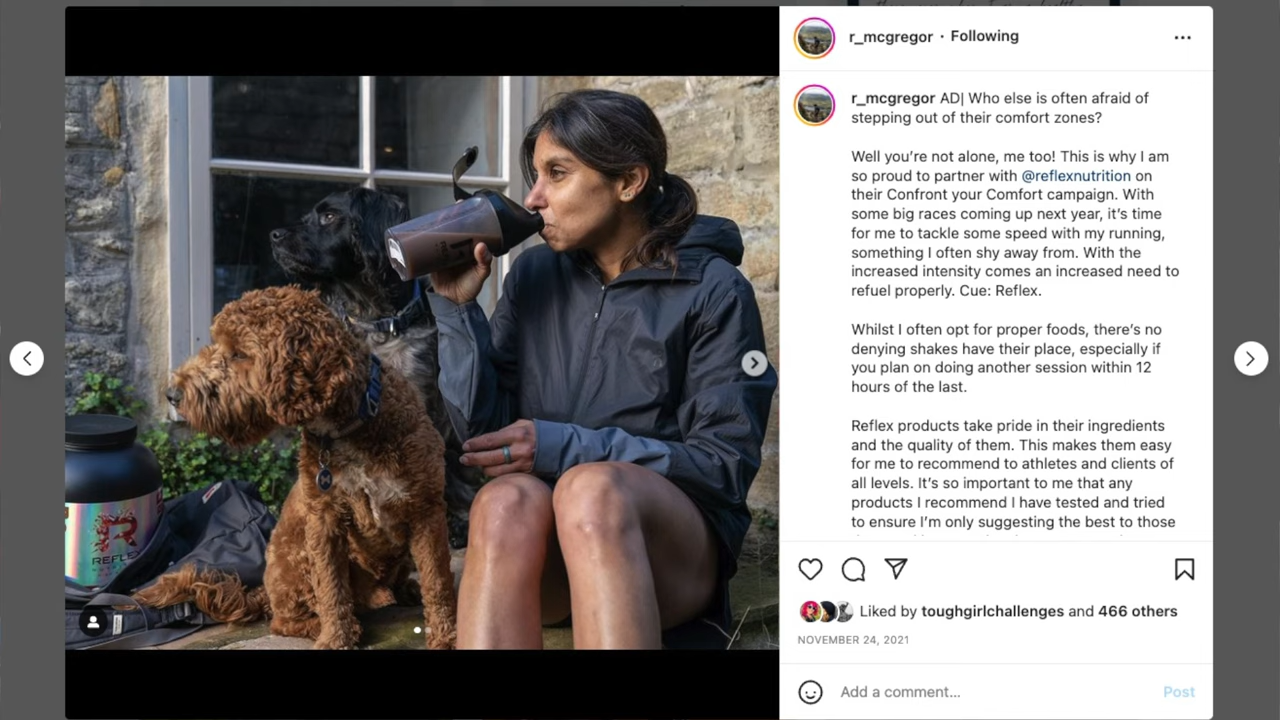 r_mcgregor · Following
r_mcgregor AD| Who else is often afraid of
stepping out of their comfort zones?
Well you’re not alone, me too! This is why I am
so proud to partner with @reflexnutrition on
their Confront your Comfort campaign. With
some big races coming up next year, it’s time
for me to tackle some speed with my running,
something I often shy away from. With the
increased intensity comes an increased need to
refuel properly. Cue: Reflex.
Whilst I often opt for proper foods, there’s no
denying shakes have their place, especially if
you plan on doing another session within 12
hours of the last.
Reflex products take pride in their ingredients
and the quality of them. This makes them easy
for me to recommend to athletes and clients of
all levels. It’s so important to me that any
products I recommend I have tested and tried
to ensure I’m only suggesting the best to those
Liked by toughgirlchallenges and 466 others
NOVEMBER 24, 2021
Add a comment...
Post
R
REFLEX